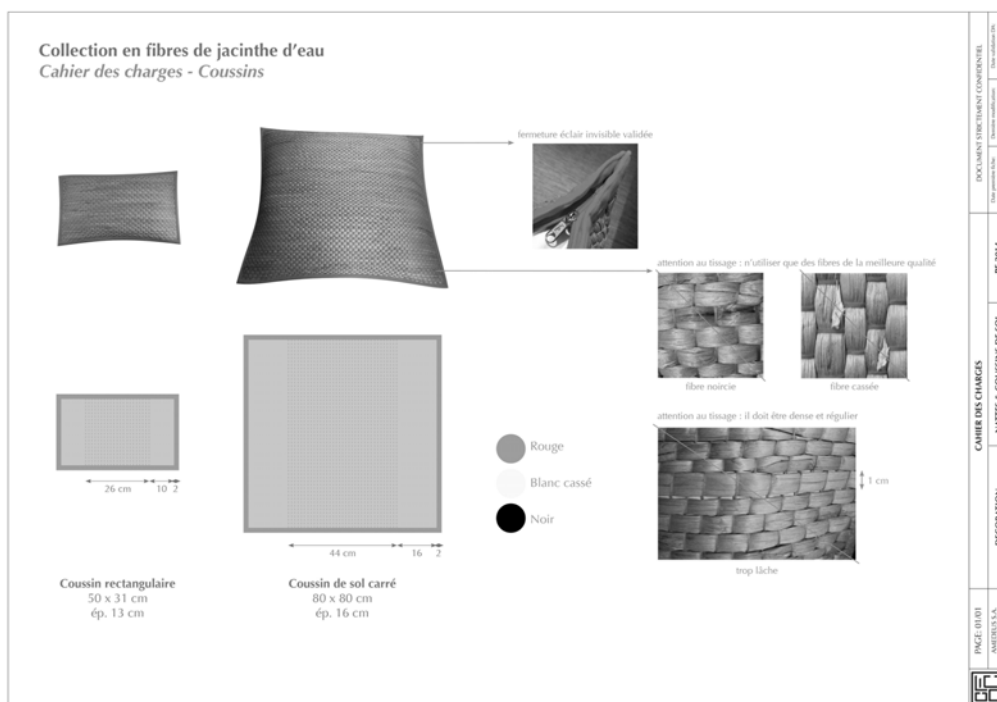 Collection en fibres de jacinthe d'eau
Cahier des charges - Coussins
fermeture éclair invisible validée
attention au tissage : n'utiliser que des fibres de la meilleure qualité
fibre noircie
fibre cassée
attention au tissage : il doit être dense et régulier
1 cm
trop lâche
Rouge
Blanc cassé
Noir
26 cm
10
2
44 cm
16
2
Coussin rectangulaire
50 x 31 cm
ép. 13 cm
Coussin de sol carré
80 x 80 cm
ép. 16 cm
DOCUMENT STRICTEMENT CONFIDENTIEL
CAHIER DES CHARGES
PAGE: 01/01
AMEDEUS S.A.